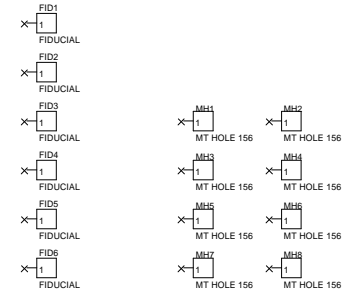 FID1
1
FIDUCIAL
FID2
1
FIDUCIAL
FID3
1
FIDUCIAL
MH1
1
MT HOLE 156
MH2
1
MT HOLE 156
FID4
1
FIDUCIAL
MH3
1
MT HOLE 156
MH4
1
MT HOLE 156
FID5
1
FIDUCIAL
MH5
1
MT HOLE 156
MH6
1
MT HOLE 156
FID6
1
FIDUCIAL
MH7
1
MT HOLE 156
MH8
1
MT HOLE 156